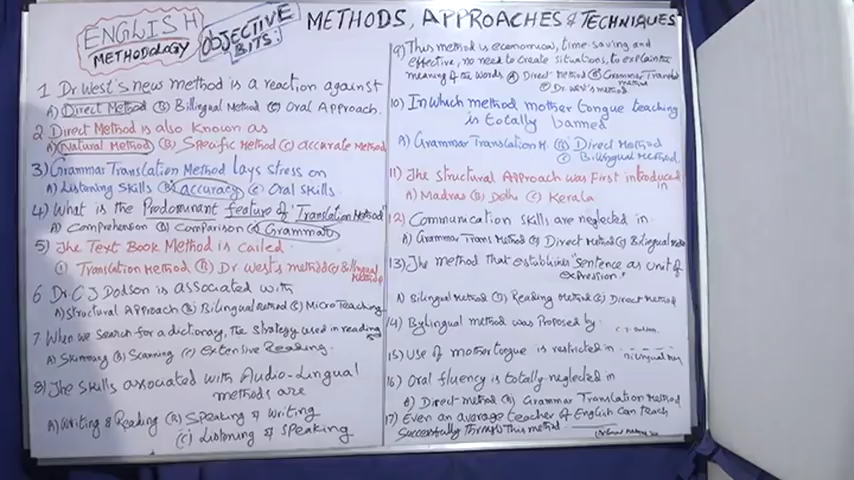 ENGLISH
METHODOLOGY
OBJECTIVE
BITS.
METHODS, APPROACHES & TECHNIQUES
1 Dr West's new method is a reaction against
A) Direct Method (B) Billingual Method (C) Oral Approach.
2 Direct Method is also Known as
A) Natural Method (B) Specific Method (C) accurate Method
3) Grammar Translation Method lays stress on
A) Listening Skills (B) accuracy (C) Oral skills
4) What is the Predominant feature of 'Translation Method'
A) Comprehension (B) Comparison (C) Grammar
5) The Text Book Method is called
Translation Method (B) Dr West's method (C) Bilingual Method
6 Dr. C J Dodson is associated with
A) Structural Approach (B) Bilingual Method (C) Micro Teaching
7. When we search for a dictionary, the strategy used in reading
A) Skimming (B) Scanning (C) Extensive Reading.
8) The Skills associated with Audio-Lingual
methods are
A) Writing & Reading (B) Speaking & Writing
(C) Listening & Speaking
9) This method is economical, time-saving and
effective, no need to create situations, to explain the
meaning of the words (A) Direct Method (B) Grammar
method
(C) Dr. West's method
10) In which method mother tongue teaching
is totally banned
A) Grammar Translation M. (B) Direct Method
(C) Bilingual Method.
11) The Structural Approach was First introduced
in
A) Madras (B) Delhi (C) Kerala
12) Communication skills are neglected in
A) Grammar Trans Method Direct Method Bilingual
13) The method that establishes "Sentence as unit of
expression"
A) Bilingual Method Reading Method Direct Method
14) Bylingual method was Proposed by
15) Use of mother togue is restricted in
16) Oral fluency is totally neglected in
Direct method Grammar Translation Method
17) Even an average teacher of English Can teach
Successfully through This method